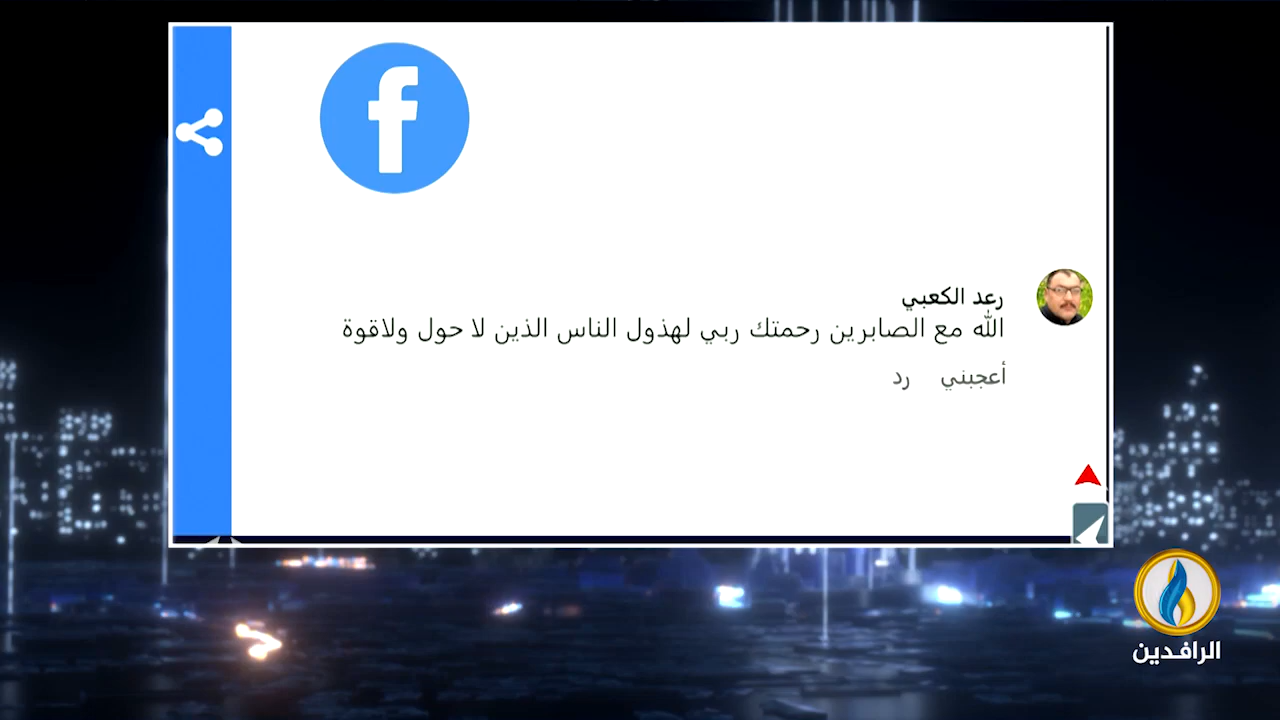 رعد الكعبي
الله مع الصابرين رحمتك ربي لهذول الناس الذين لا حول ولاقوة
أعجبني رد
الرافدين